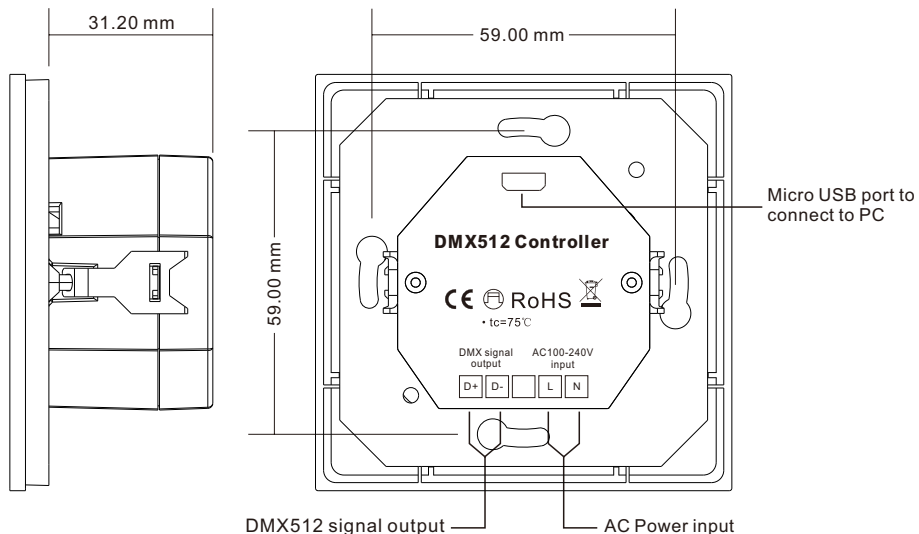 31.20 mm
59.00 mm
59.00 mm
Micro USB port to
connect to PC
DMX512 Controller
CE RoHS
• tc=75℃
DMX signal
output
AC100-240V
input
D+ D- L N
DMX512 signal output
AC Power input